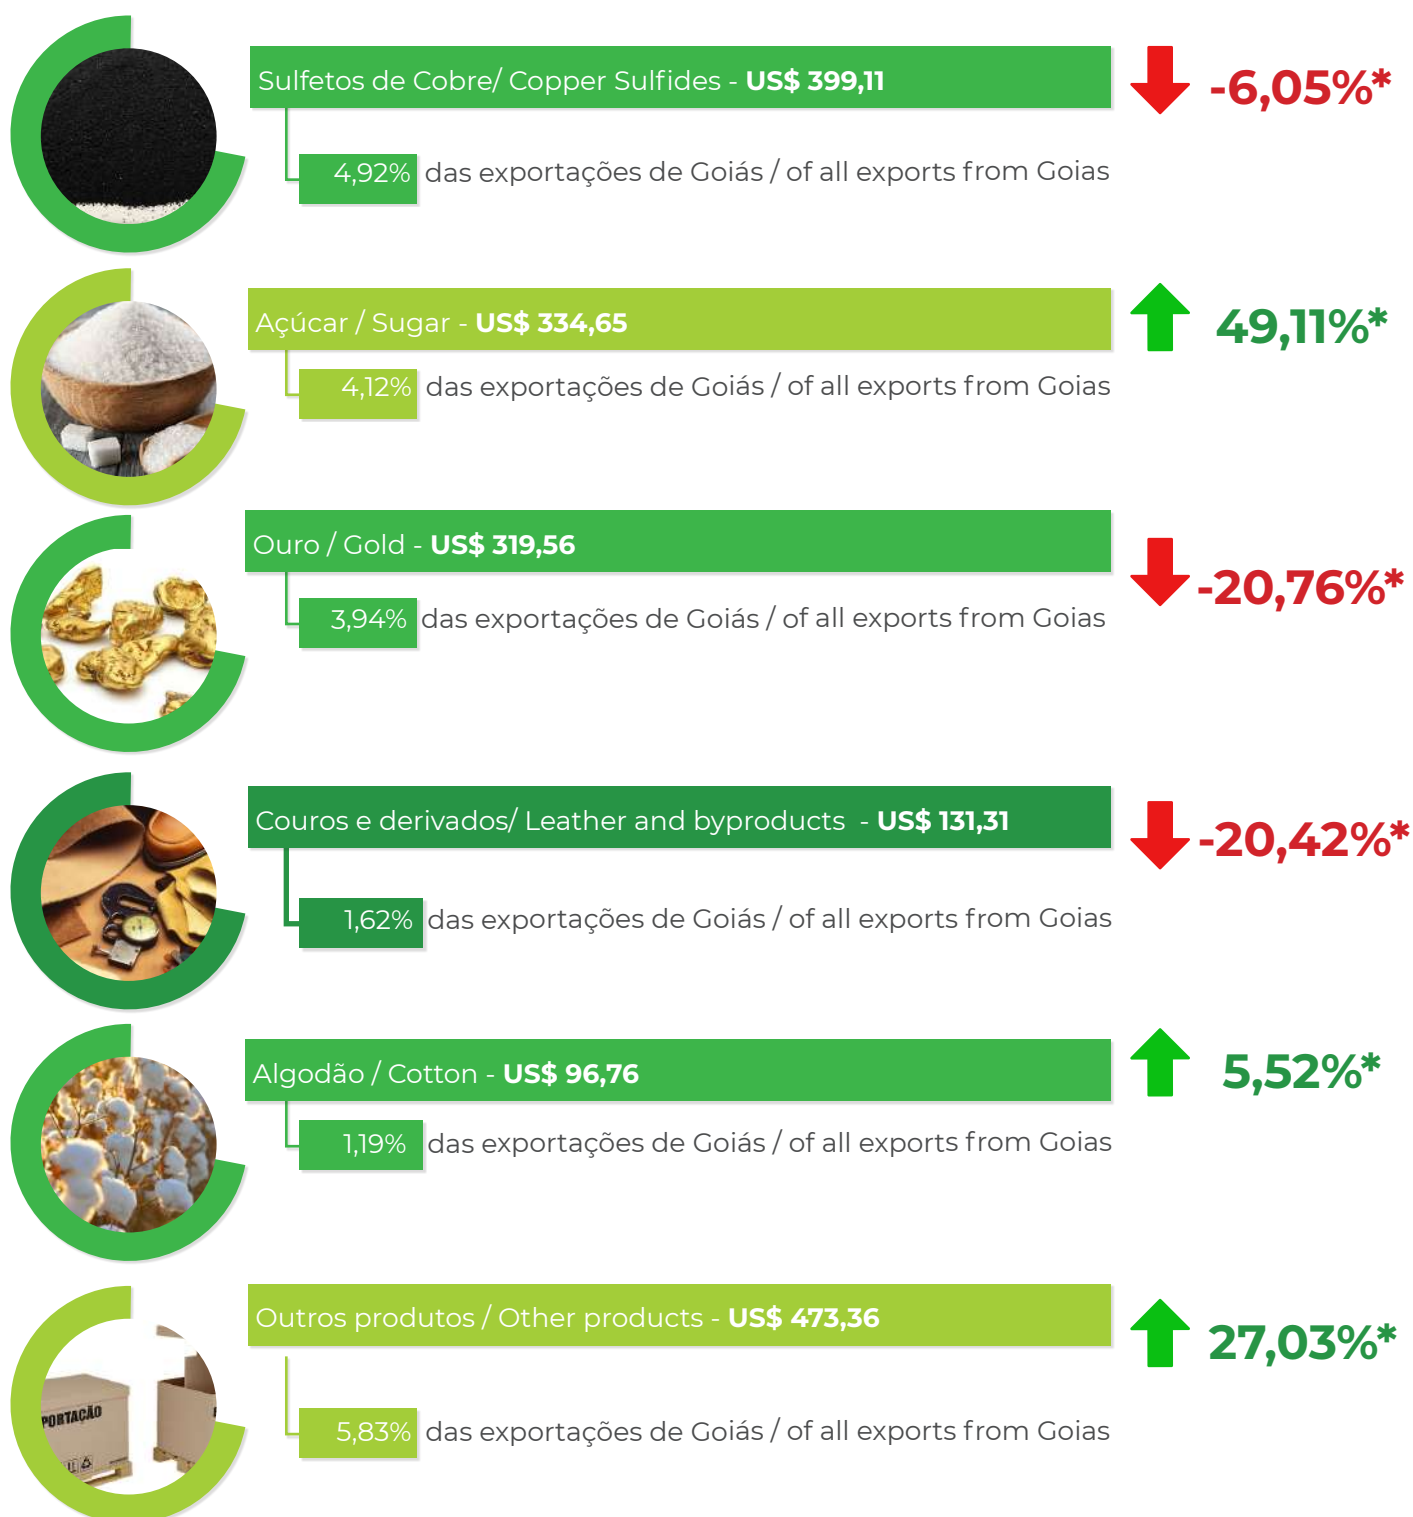 Sulfetos de Cobre/ Copper Sulfides - US$ 399,11
-6,05%*
4,92% das exportações de Goiás / of all exports from Goias
Açúcar / Sugar - US$ 334,65
49,11%*
4,12% das exportações de Goiás / of all exports from Goias
Ouro / Gold - US$ 319,56
-20,76%*
3,94% das exportações de Goiás / of all exports from Goias
Couros e derivados/ Leather and byproducts - US$ 131,31
-20,42%*
1,62% das exportações de Goiás / of all exports from Goias
Algodão / Cotton - US$ 96,76
5,52%*
1,19% das exportações de Goiás / of all exports from Goias
Outros produtos / Other products - US$ 473,36
27,03%*
PORTAÇÃO
5,83% das exportações de Goiás / of all exports from Goias